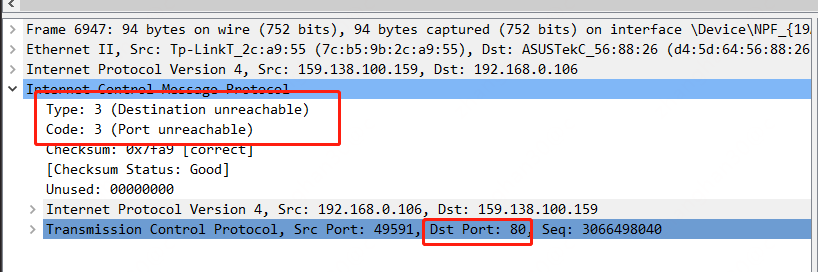 Frame 6947: 94 bytes on wire (752 bits), 94 bytes captured (752 bits) on interface \Device\NPF_{19
Ethernet II, Src: Tp-LinkT_2c:a9:55 (7c:b5:9b:2c:a9:55), Dst: ASUSTekC_56:88:26 (d4:5d:64:56:88:26
Internet Protocol Version 4, Src: 159.138.100.159, Dst: 192.168.0.106
Internet Control Message Protocol
Type: 3 (Destination unreachable)
Code: 3 (Port unreachable)
Checksum: 0x7fa9 [correct]
[Checksum Status: Good]
Unused: 00000000
Internet Protocol Version 4, Src: 192.168.0.106, Dst: 159.138.100.159
Transmission Control Protocol, Src Port: 49591, Dst Port: 80, Seq: 3066498040